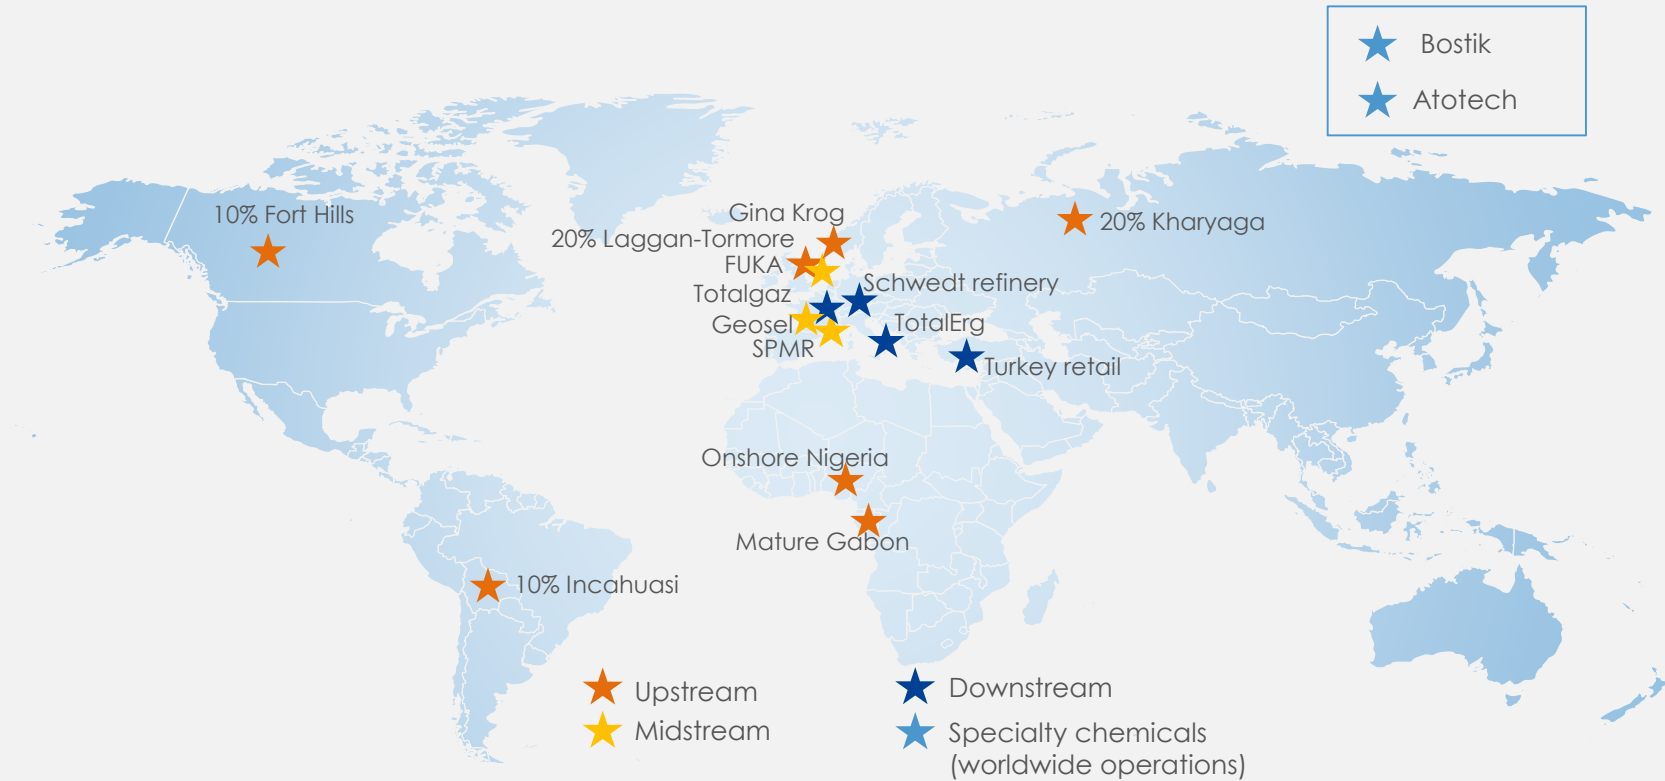 Bostik
Atotech
10% Fort Hills
Gina Krog
20% Kharyaga
20% Laggan-Tormore
FUKA
Schwedt refinery
Totalgaz
Geosel
TotalErg
SPMR
Turkey retail
Onshore Nigeria
Mature Gabon
10% Incahuasi
Upstream
Midstream
Downstream
Specialty chemicals
(worldwide operations)